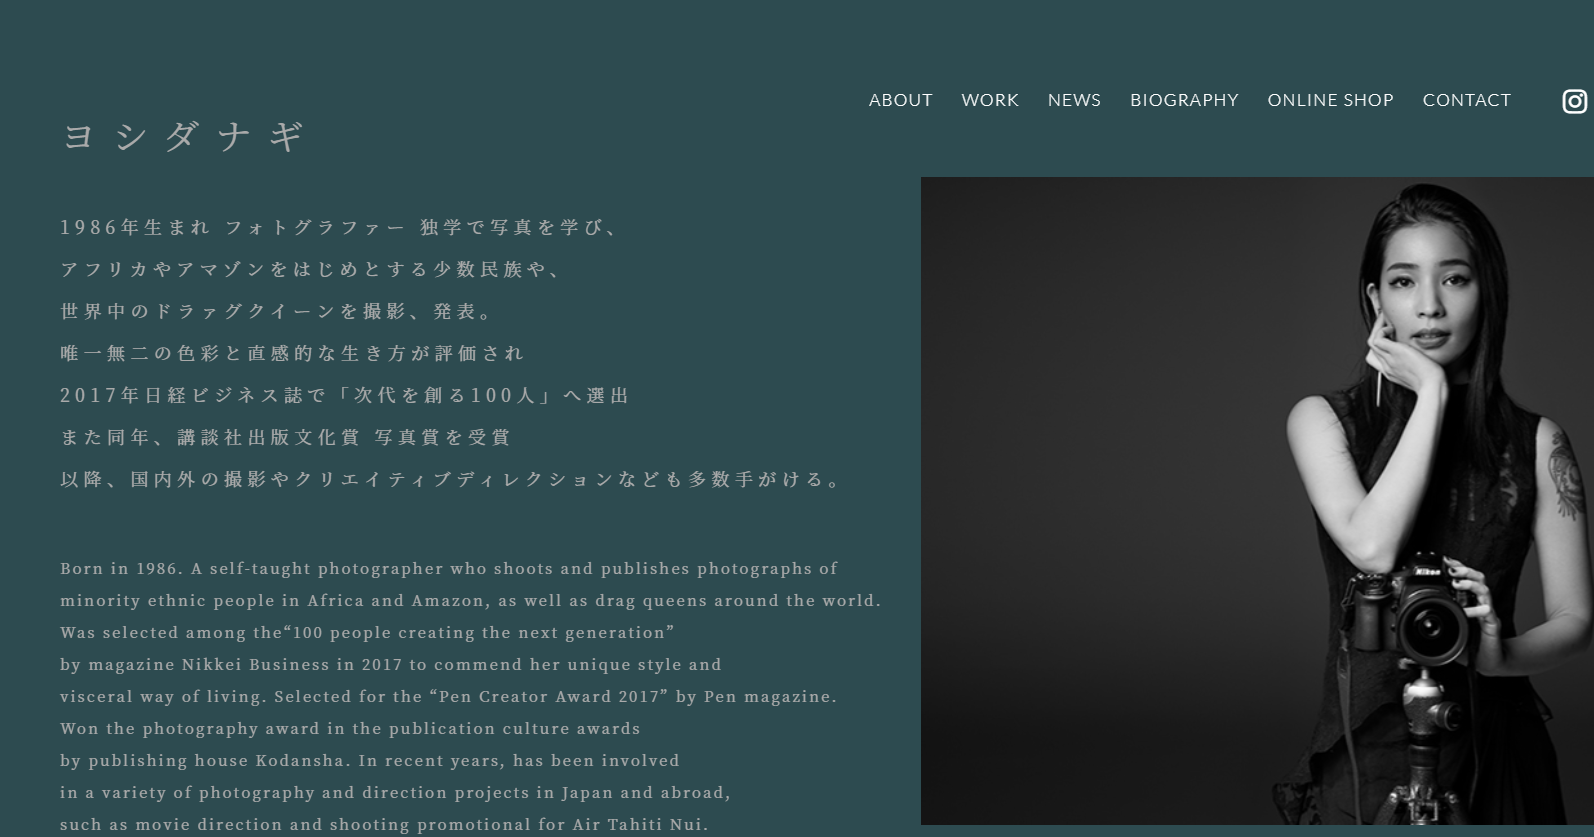 ABOUT WORK NEWS BIOGRAPHY ONLINE SHOP CONTACT
ヨシダナギ
1986年生まれ フォトグラファー 独学で写真を学び、
アフリカやアマゾンをはじめとする少数民族や、
世界中のドラァグクイーンを撮影、発表。
唯一無二の色彩と直感的な生き方が評価され
2017年日経ビジネス誌で「次代を創る100人」へ選出
また同年、講談社出版文化賞 写真賞を受賞
以降、国内外の撮影やクリエイティブディレクションなども多数手がける。
Born in 1986. A self-taught photographer who shoots and publishes photographs of
minority ethnic people in Africa and Amazon, as well as drag queens around the world.
Was selected among the“100 people creating the next generation”
by magazine Nikkei Business in 2017 to commend her unique style and
visceral way of living. Selected for the “Pen Creator Award 2017” by Pen magazine.
Won the photography award in the publication culture awards
by publishing house Kodansha. In recent years, has been involved
in a variety of photography and direction projects in Japan and abroad,
such as movie direction and shooting promotional for Air Tahiti Nui.
Nikon